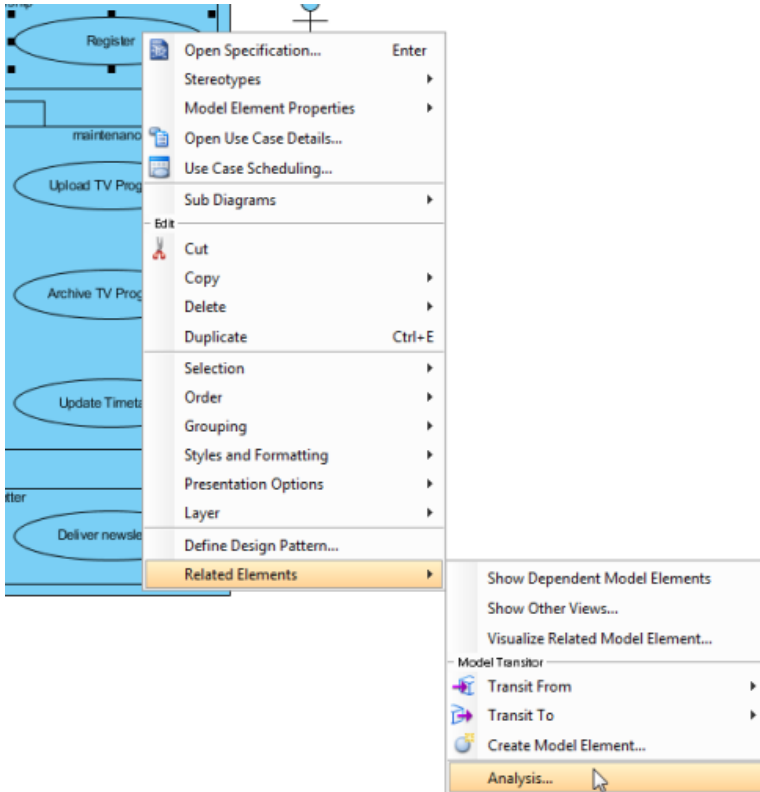 Register
Open Specification... Enter
Stereotypes
Model Element Properties
maintenanc
Open Use Case Details...
Use Case Scheduling...
Upload TV Prog
Sub Diagrams
Edit
Cut
Copy
Archive TV Prog
Delete
Duplicate Ctrl+E
Selection
Order
Update Timeta
Grouping
Styles and Formatting
Presentation Options
Layer
Deliver newsle
Define Design Pattern...
Related Elements
Show Dependent Model Elements
Show Other Views...
Visualize Related Model Element...
Model Transitor
Transit From
Transit To
Create Model Element...
Analysis...